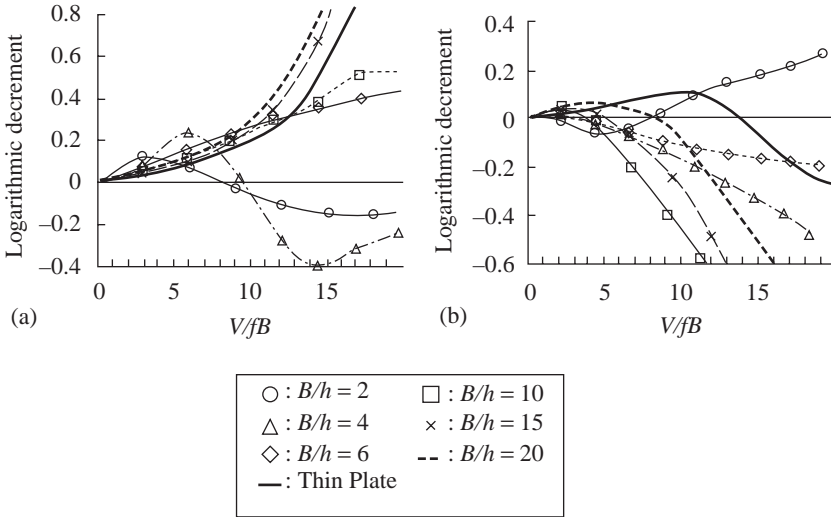 0.8
0.6
0.4
0.2
0
–0.2
–0.4
Logarithmic decrement
0 5 10 15
(a)
V/fB
0.4
0.2
0
–0.2
–0.4
–0.6
Logarithmic decrement
0 5 10 15
(b)
V/fB
: B/h = 2
: B/h = 4
: B/h = 6
: Thin Plate
: B/h = 10
: B/h = 15
: B/h = 20